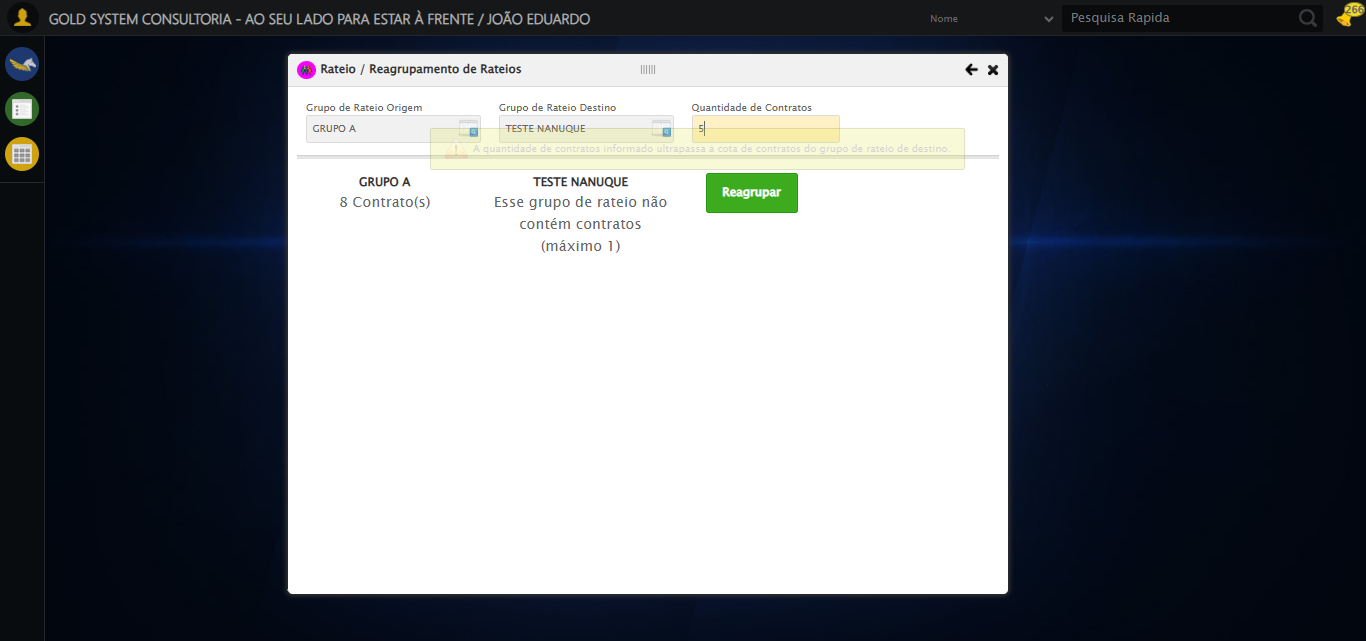 GOLD SYSTEM CONSULTORIA - AO SEU LADO PARA ESTAR À FRENTE / JOÃO EDUARDO
Nome
Pesquisa Rapida
266
Rateio / Reagrupamento de Rateios
Grupo de Rateio Origem
Grupo de Rateio Destino
Quantidade de Contratos
GRUPO A
TESTE NANUQUE
5
A quantidade de contratos informado ultrapassa a cota de contratos do grupo de rateio de destino.
GRUPO A
8 Contrato(s)
TESTE NANUQUE
Esse grupo de rateio não
contém contratos
(máximo 1)
Reagrupar